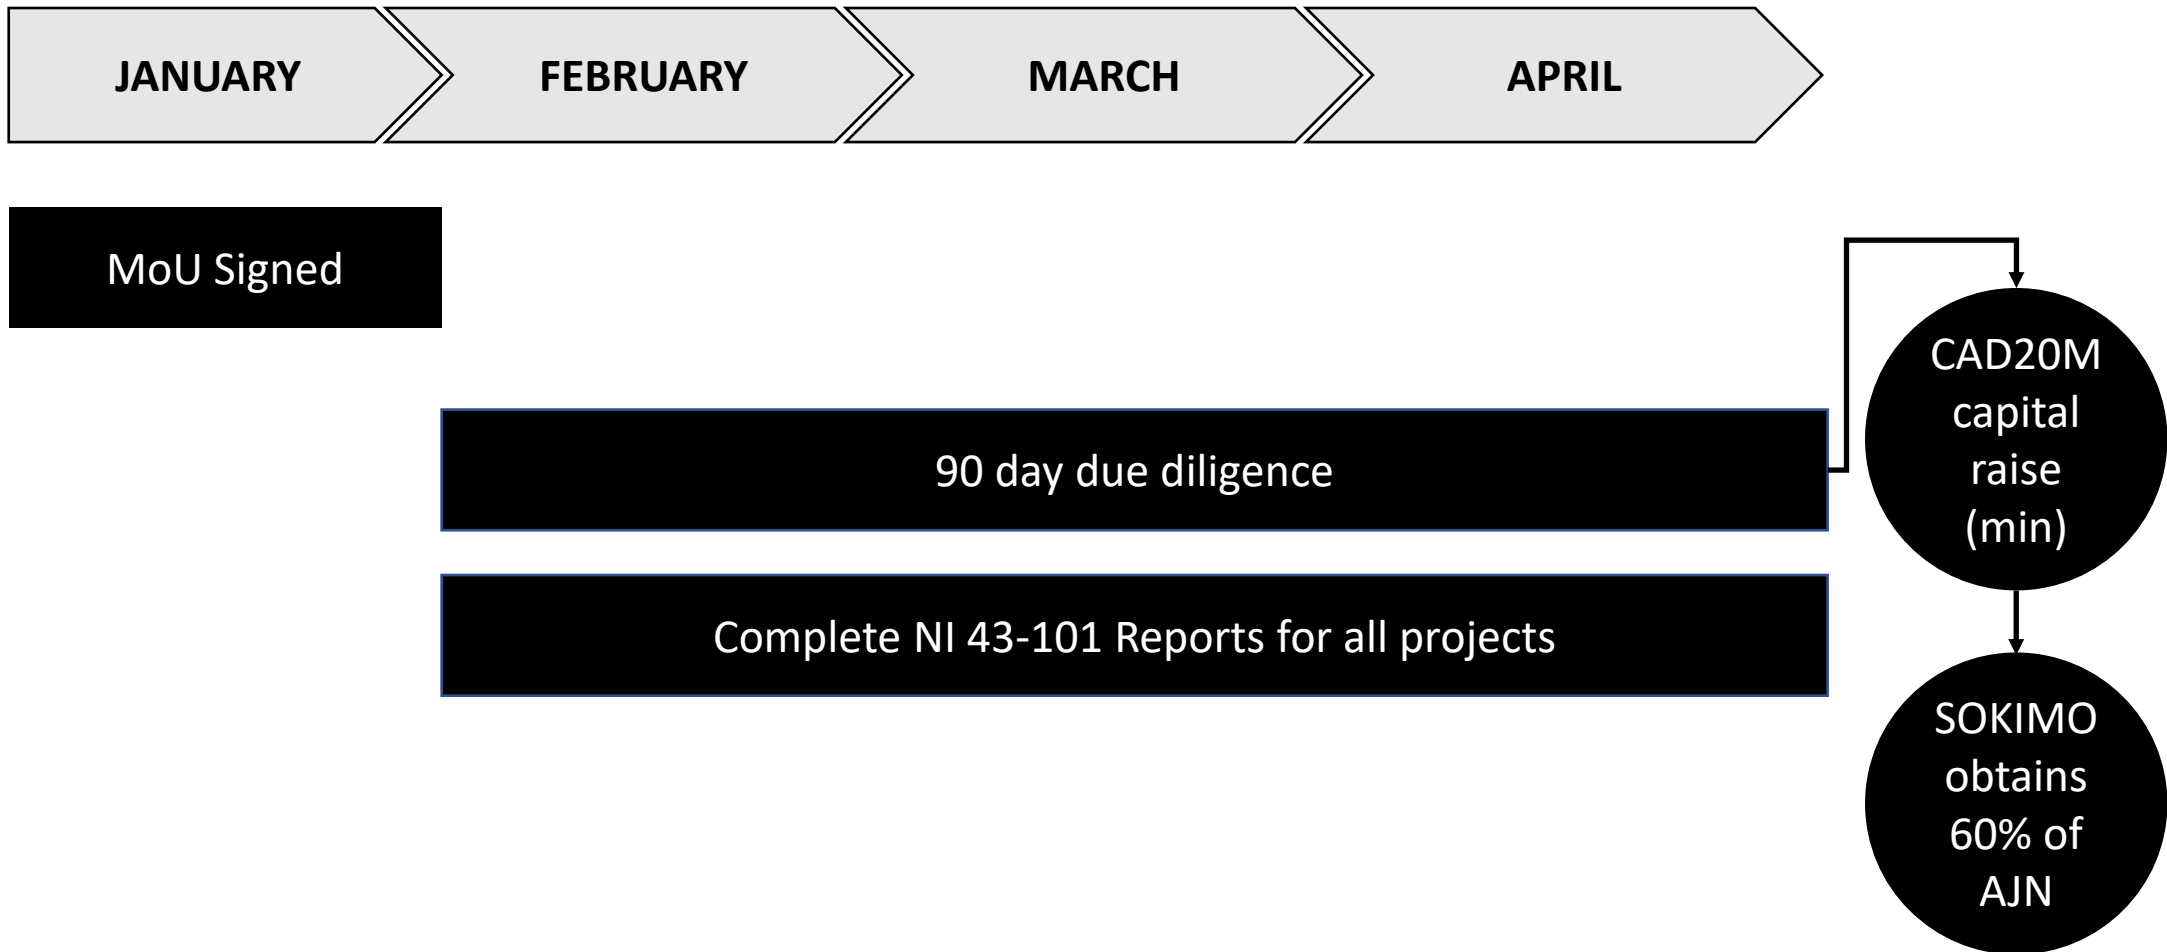 JANUARY
FEBRUARY
MARCH
APRIL
MoU Signed
90 day due diligence
Complete NI 43-101 Reports for all projects
CAD20M
capital
raise
(min)
SOKIMO
obtains
60% of
AJN